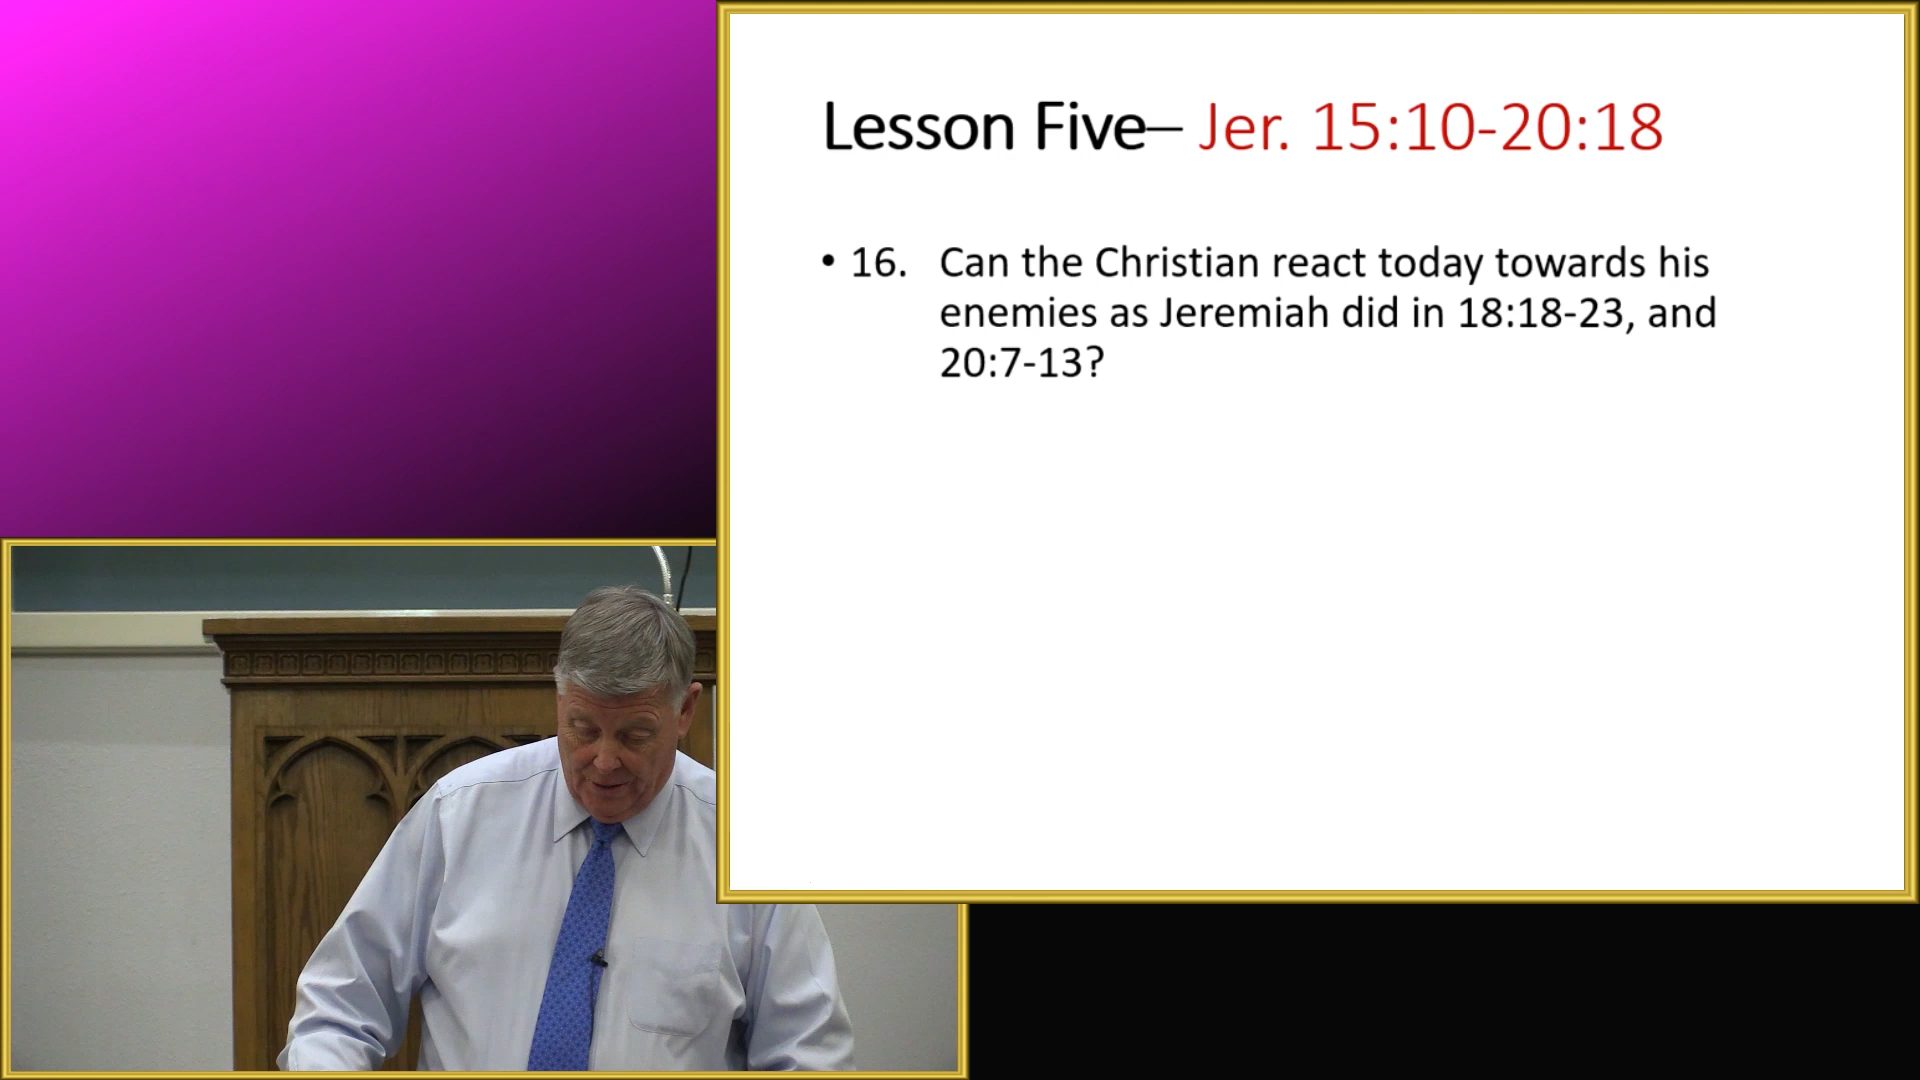 Lesson Five– Jer. 15:10-20:18
• 16. Can the Christian react today towards his
enemies as Jeremiah did in 18:18-23, and
20:7-13?